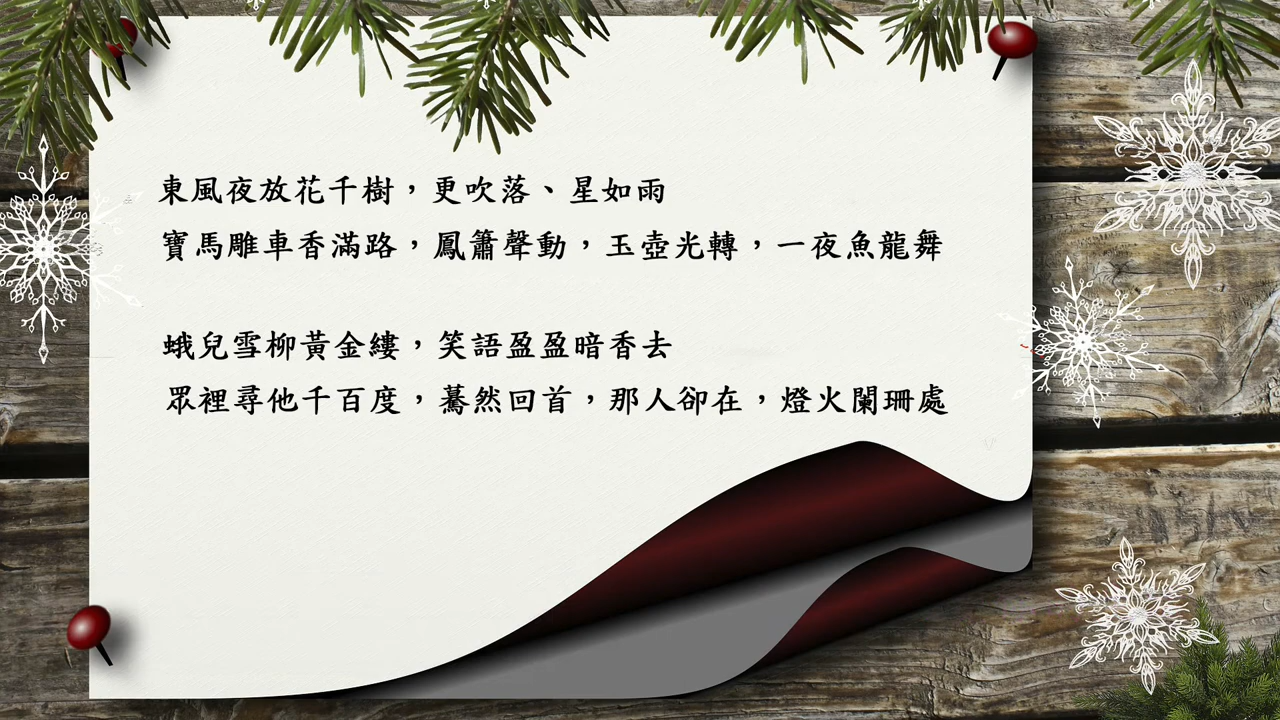 東風夜放花千樹，更吹落、星如雨
寶馬雕車香滿路，鳳簫聲動，玉壺光轉，一夜魚龍舞
蛾兒雪柳黃金縷，笑語盈盈暗香去
眾裡尋他千百度，驀然回首，那人卻在，燈火闌珊處